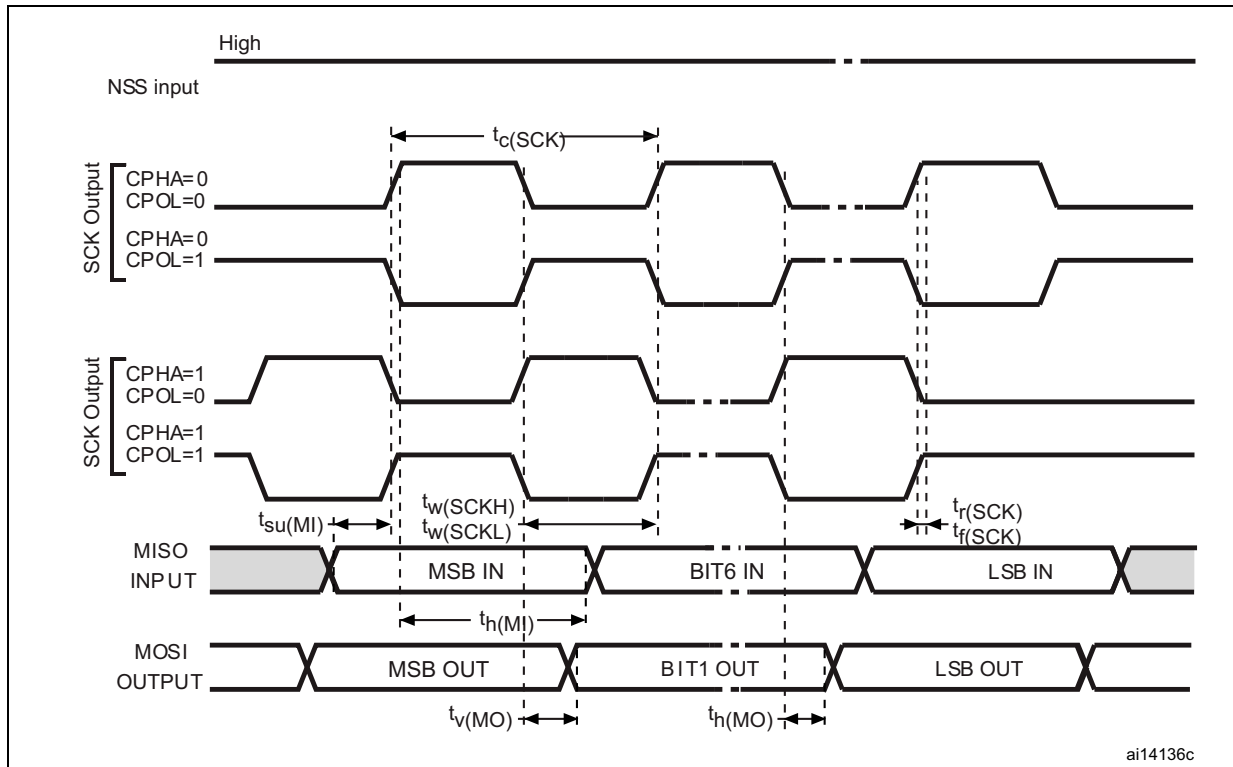 High
NSS input
tc(SCK)
SCK Output
CPHA=0
CPOL=0
CPHA=0
CPOL=1
SCK Output
CPHA=1
CPOL=0
CPHA=1
CPOL=1
tsu(MI)
tw(SCKH)
tw(SCKL)
tr(SCK)
tf(SCK)
MISO
INPUT
MSB IN
BIT6 IN
LSB IN
th(MI)
MOSI
OUTPUT
MSB OUT
BIT1 OUT
LSB OUT
tv(MO)
th(MO)
ai14136c